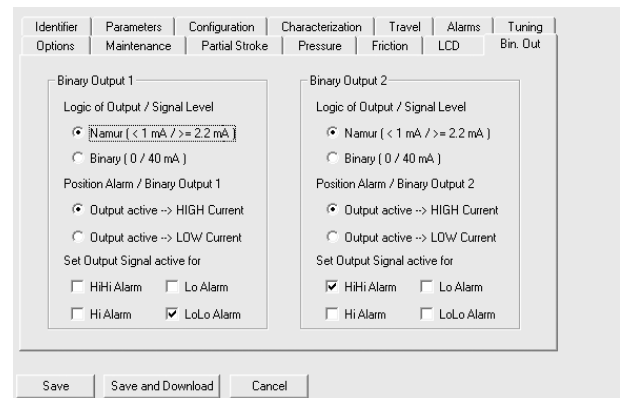 Identifier Parameters Configuration Characterization Travel Alarms Tuning
Options Maintenance Partial Stroke Pressure Friction LCD Bin. Out
Binary Output 1
Logic of Output / Signal Level
Namur ( < 1 mA / >= 2.2 mA )
Binary ( 0 / 40 mA )
Position Alarm / Binary Output 1
Output active --> HIGH Current
Output active --> LOW Current
Set Output Signal active for
HiHi Alarm Lo Alarm
Hi Alarm LoLo Alarm
Binary Output 2
Logic of Output / Signal Level
Namur ( < 1 mA / >= 2.2 mA )
Binary ( 0 / 40 mA )
Position Alarm / Binary Output 2
Output active --> HIGH Current
Output active --> LOW Current
Set Output Signal active for
HiHi Alarm Lo Alarm
Hi Alarm LoLo Alarm
Save Save and Download Cancel